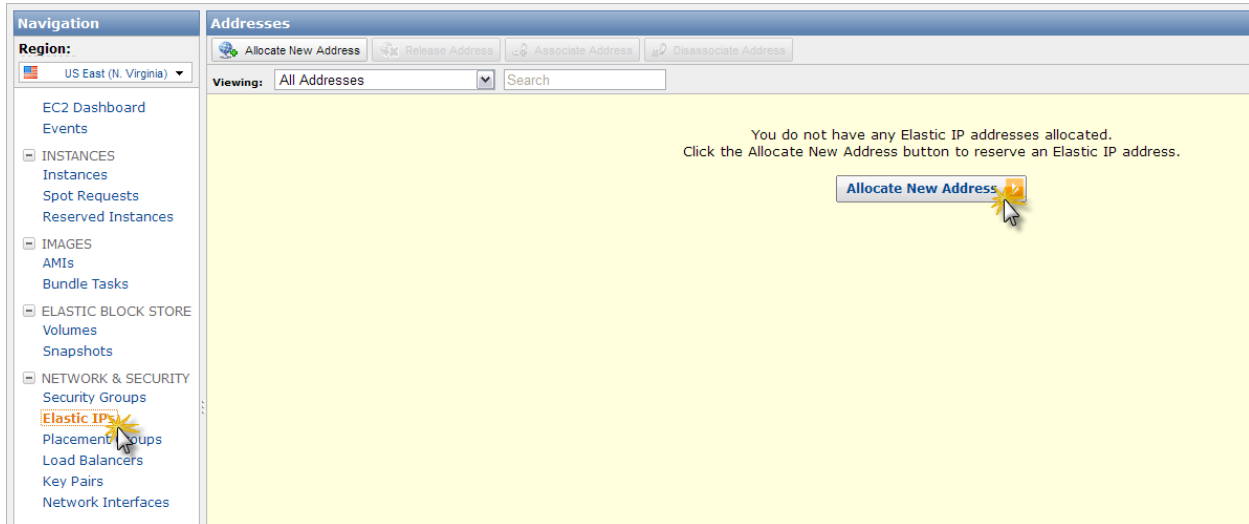 Navigation
Region:
US East (N. Virginia)
EC2 Dashboard
Events
INSTANCES
Instances
Spot Requests
Reserved Instances
IMAGES
AMIs
Bundle Tasks
ELASTIC BLOCK STORE
Volumes
Snapshots
NETWORK & SECURITY
Security Groups
Elastic IPs
Placement Groups
Load Balancers
Key Pairs
Network Interfaces
Addresses
Allocate New Address Release Address Associate Address Disassociate Address
Viewing: All Addresses Search
You do not have any Elastic IP addresses allocated.
Click the Allocate New Address button to reserve an Elastic IP address.
Allocate New Address